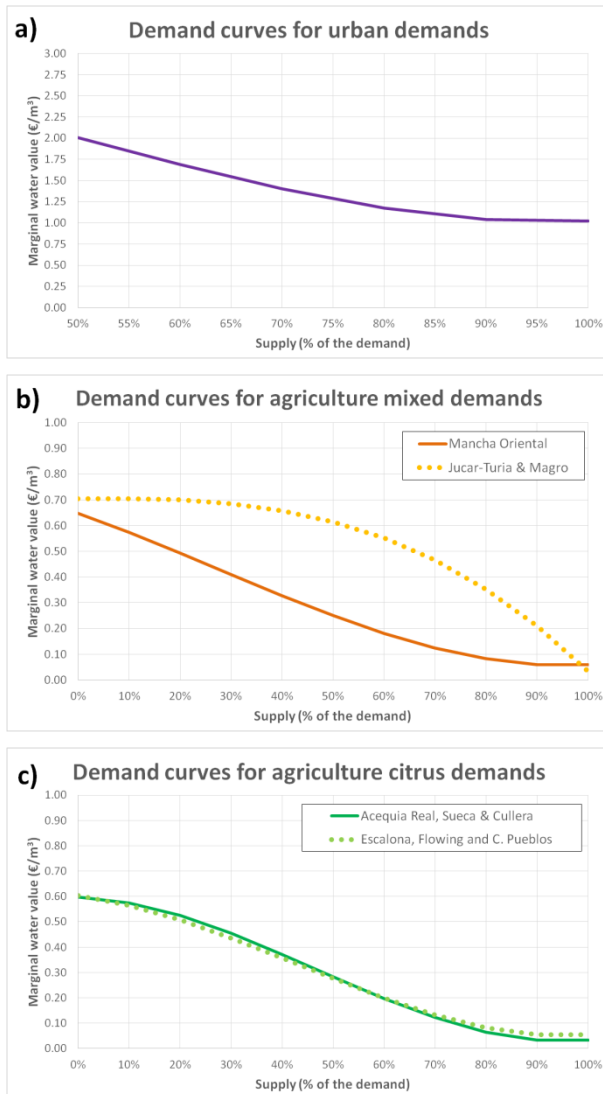 a)
Demand curves for urban demands
Marginal water value (€/m³)
3.00
2.75
2.50
2.25
2.00
1.75
1.50
1.25
1.00
0.75
0.50
0.25
0.00
50% 55% 60% 65% 70% 75% 80% 85% 80% 90% 100%
Supply (% of the demand)
b)
Demand curves for agriculture mixed demands
Marginal water value (€/m³)
1.00
0.90
0.80
0.70
0.60
0.50
0.40
0.30
0.20
0.10
0.00
Mancha Oriental
Jucar-Turia & Magro
0% 10% 20% 30% 40% 50% 60% 70% 80% 90% 100%
Supply (% of the demand)
c)
Demand curves for agriculture citrus demands
Marginal water value (€/m³)
1.00
0.90
0.80
0.70
0.60
0.50
0.40
0.30
0.20
0.10
0.00
Acequia Real, Sueca & Cullera
Escalona, Flowing and C. Pueblos
0% 10% 20% 30% 40% 50% 60% 70% 80% 90% 100%
Supply (% of the demand)